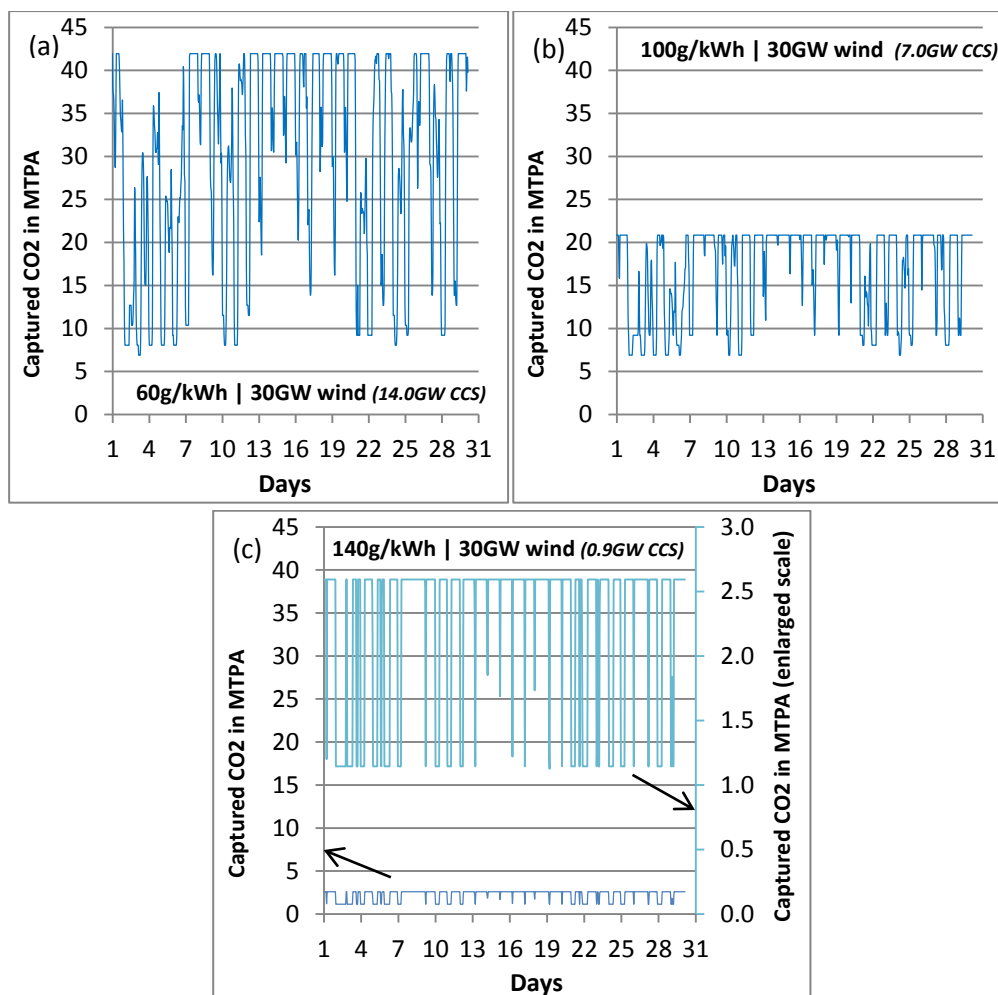 (a)
45
40
35
30
25
20
15
10
5
0
Captured CO2 in MTPA
60g/kWh | 30GW wind (14.0GW CCS)
1 4 7 10 13 16 19 22 25 28 31
Days
(b)
100g/kWh | 30GW wind (7.0GW CCS)
45
40
35
30
25
20
15
10
5
0
Captured CO2 in MTPA
1 4 7 10 13 16 19 22 25 28 31
Days
(c)
140g/kWh | 30GW wind (0.9GW CCS)
45
40
35
30
25
20
15
10
5
0
Captured CO2 in MTPA
3.0
2.5
2.0
1.5
1.0
0.5
0.0
Captured CO2 in MTPA (enlarged scale)
1 4 7 10 13 16 19 22 25 28 31
Days